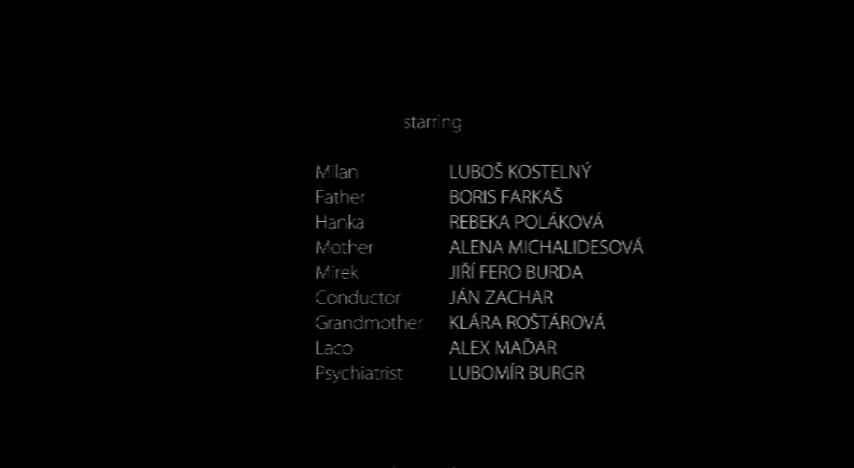 starring
Milan LUBOŠ KOSTELNÝ
Father BORIS FARKAŠ
Hanka REBEKA POLÁKOVÁ
Mother ALENA MICHALIDESOVÁ
Mirek JIŘÍ FERO BURDA
Conductor JÁN ZACHAR
Grandmother KLÁRA ROŠTÁROVÁ
Laco ALEX MAĎAR
Psychiatrist LUBOMÍR BURGR